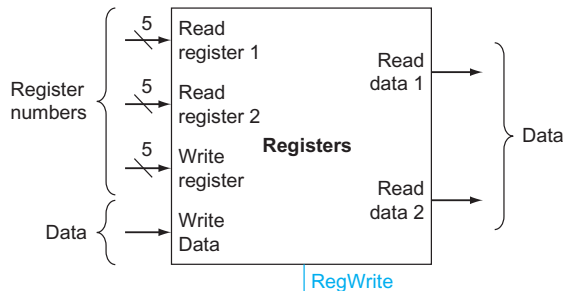 Register
numbers
Data
5
Read
register 1
5
Read
register 2
5
Write
register
Write
Data
Registers
Read
data 1
Read
data 2
Data
RegWrite